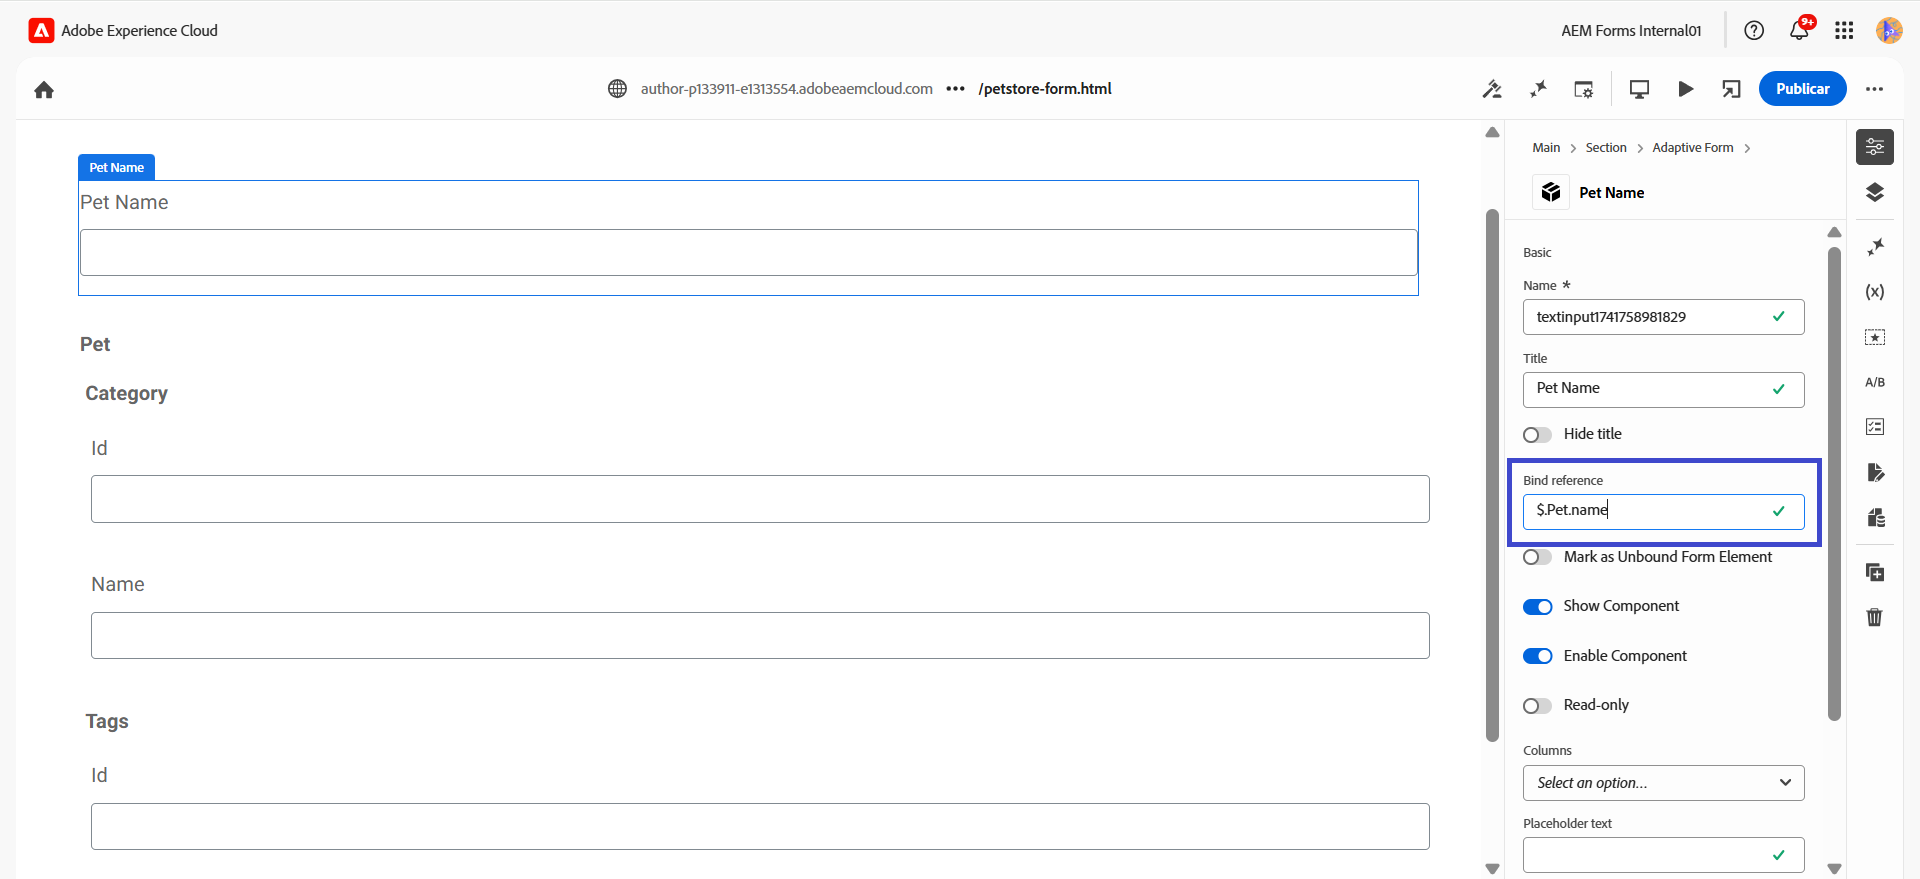 Adobe Experience Cloud
AEM Forms Internal01
9+
author-p133911-e1313554.adobeaemcloud.com ••• /petstore-form.html
Publicar
Pet Name
Pet Name
Pet
Category
Id
Name
Tags
Id
Main > Section > Adaptive Form >
Pet Name
Basic
Name *
textinput1741758981829
Title
Pet Name
Hide title
Bind reference
$.Pet.name
Mark as Unbound Form Element
Show Component
Enable Component
Read-only
Columns
Select an option...
Placeholder text
(x)
A/B